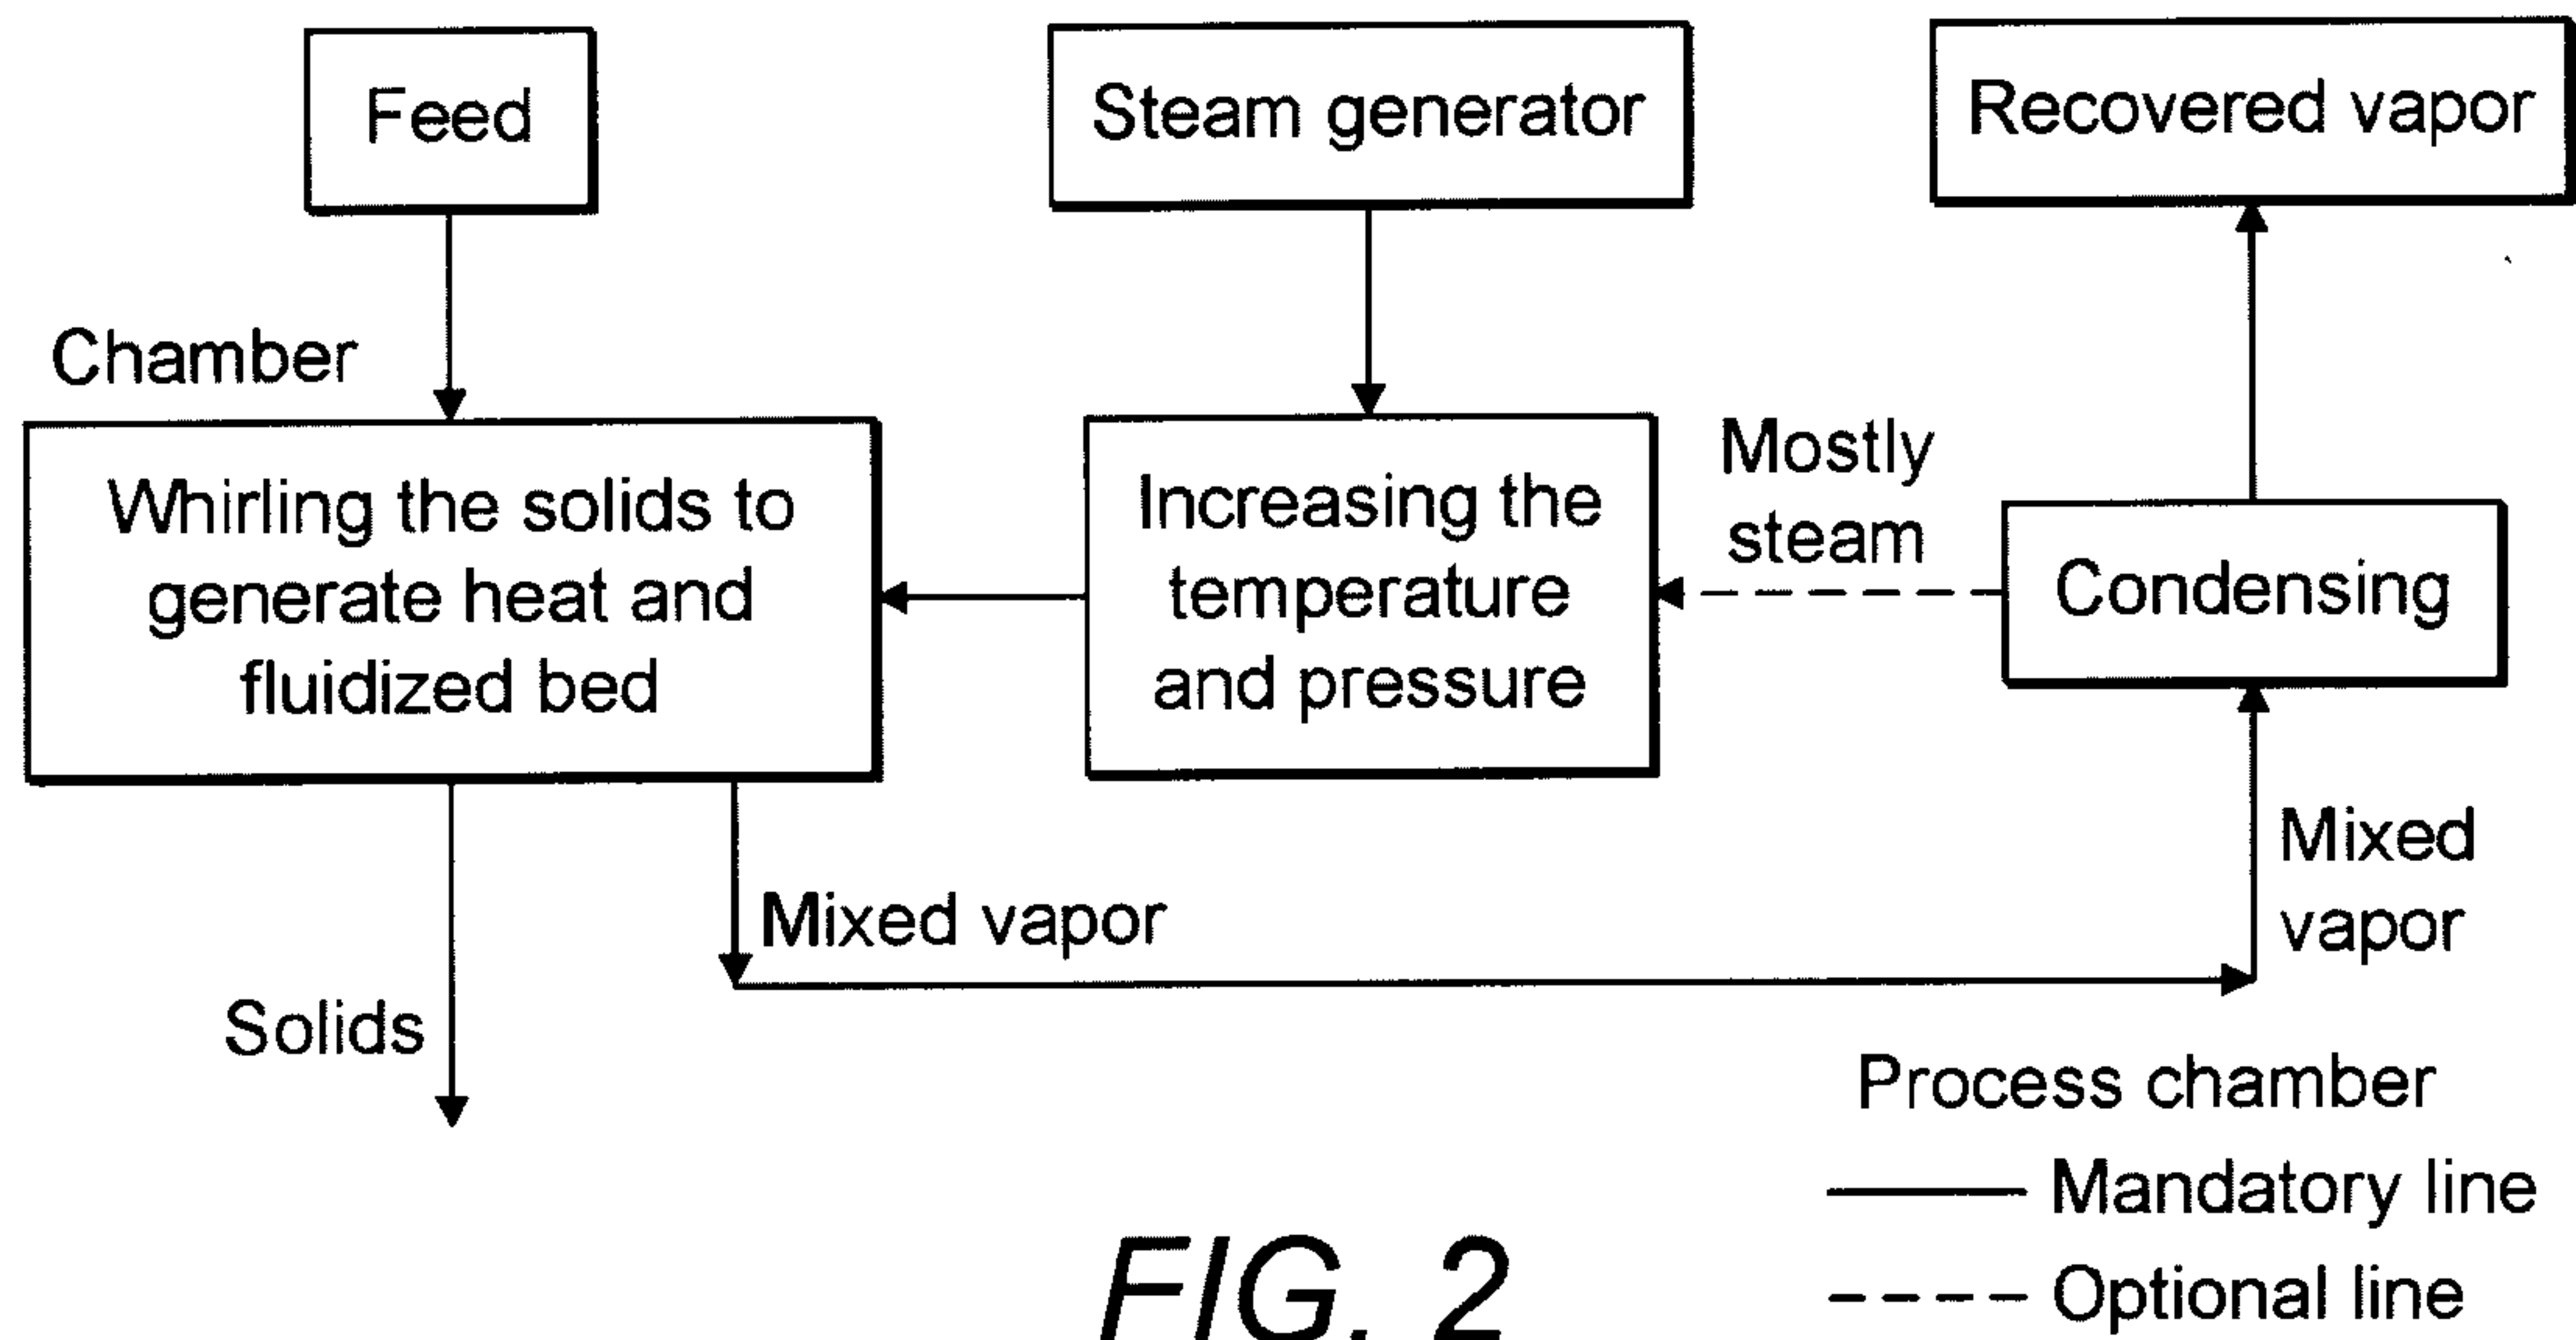 Feed
Steam generator
Recovered vapor
Chamber
Whirling the solids to
generate heat and
fluidized bed
Increasing the
temperature
and pressure
Mostly
steam
Condensing
Mixed vapor
Mixed
vapor
Solids
Process chamber
Mandatory line
Optional line
FIG. 2